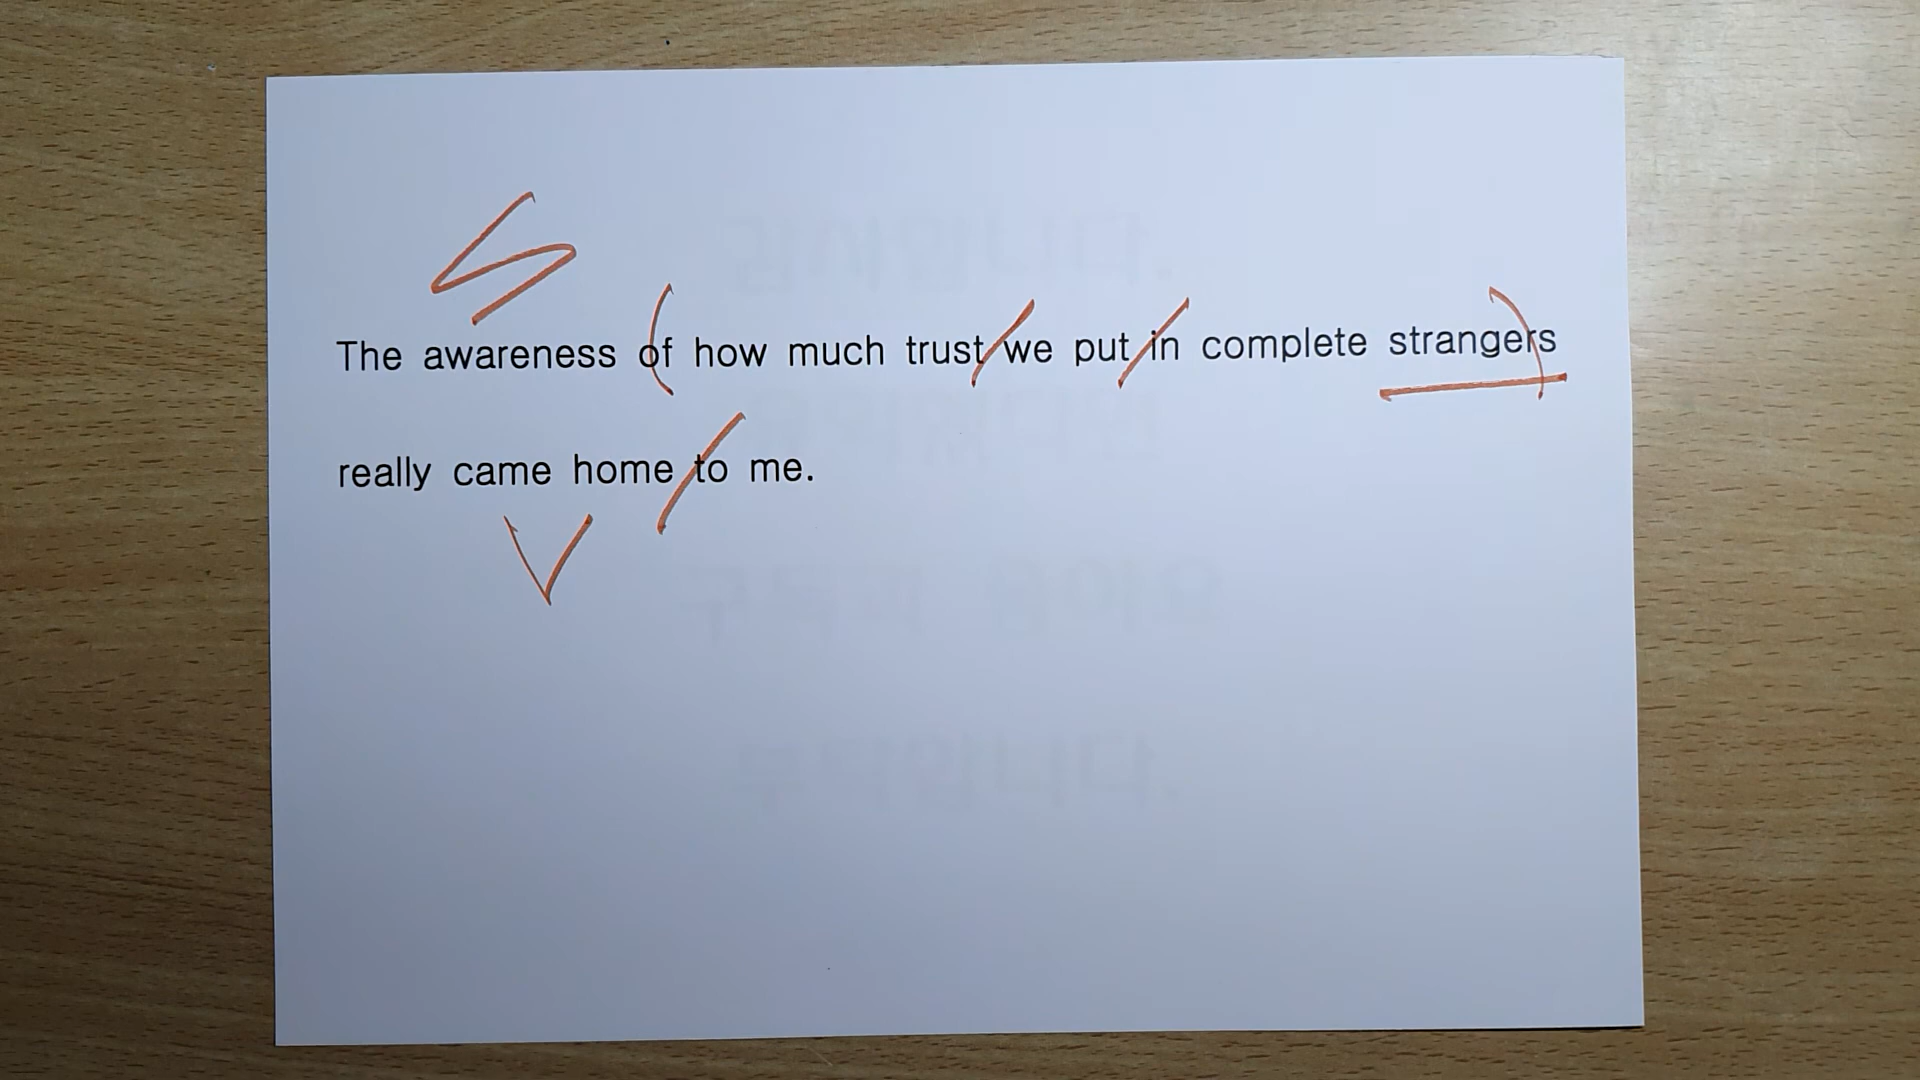 S
The awareness of how much trust we put in complete strangers
really came home to me.
V